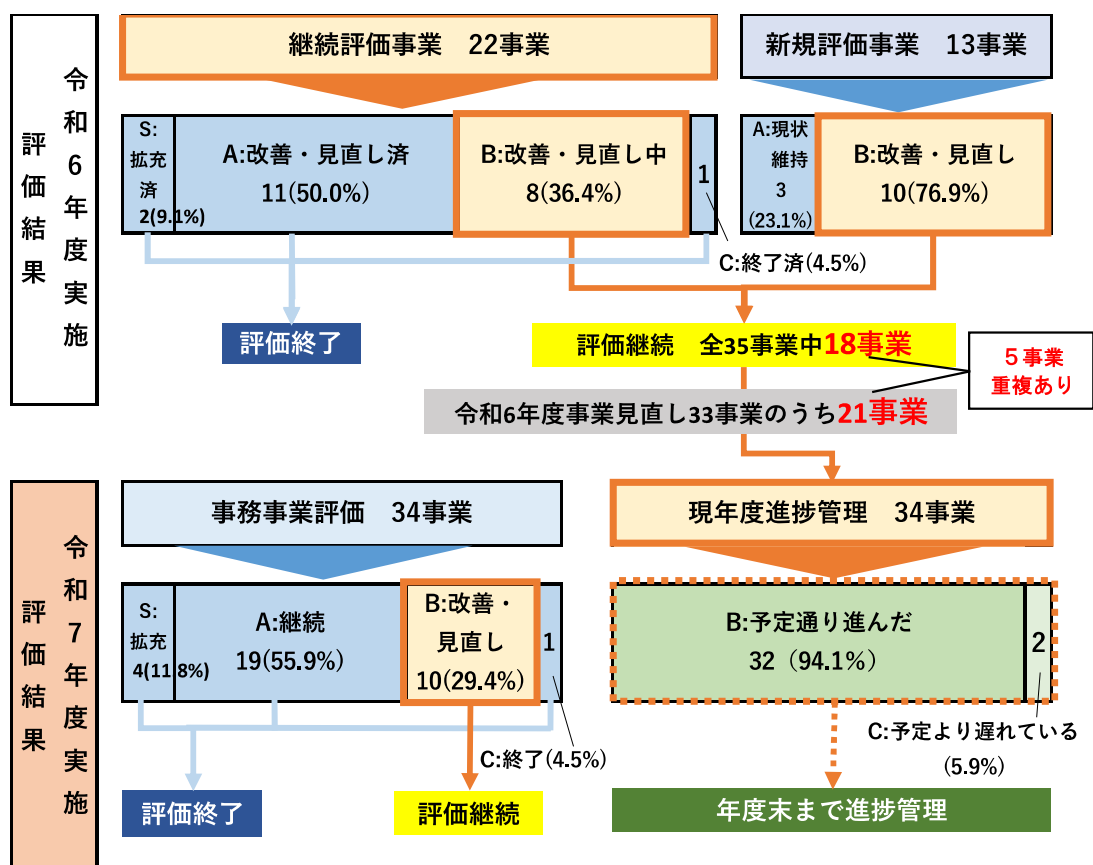 令和6年度実施
評価結果
継続評価事業　22事業
新規評価事業　13事業
S:
拡充
済
2(9.1%)
A:改善・見直し済
11(50.0%)
B:改善・見直し中
8(36.4%)
1
C:終了済(4.5%)
A:現状
維持
3
(23.1%)
B:改善・見直し
10(76.9%)
評価終了
評価継続　全35事業中18事業
５事業
重複あり
令和6年度事業見直し33事業のうち21事業
令和7年度実施
評価結果
事務事業評価　34事業
現年度進捗管理　34事業
S:
拡充
4(11.8%)
A:継続
19(55.9%)
B:改善・
見直し
10(29.4%)
1
C:終了(4.5%)
B:予定通り進んだ
32（94.1%）
2
C:予定より遅れている
(5.9%)
評価終了
評価継続
年度末まで進捗管理